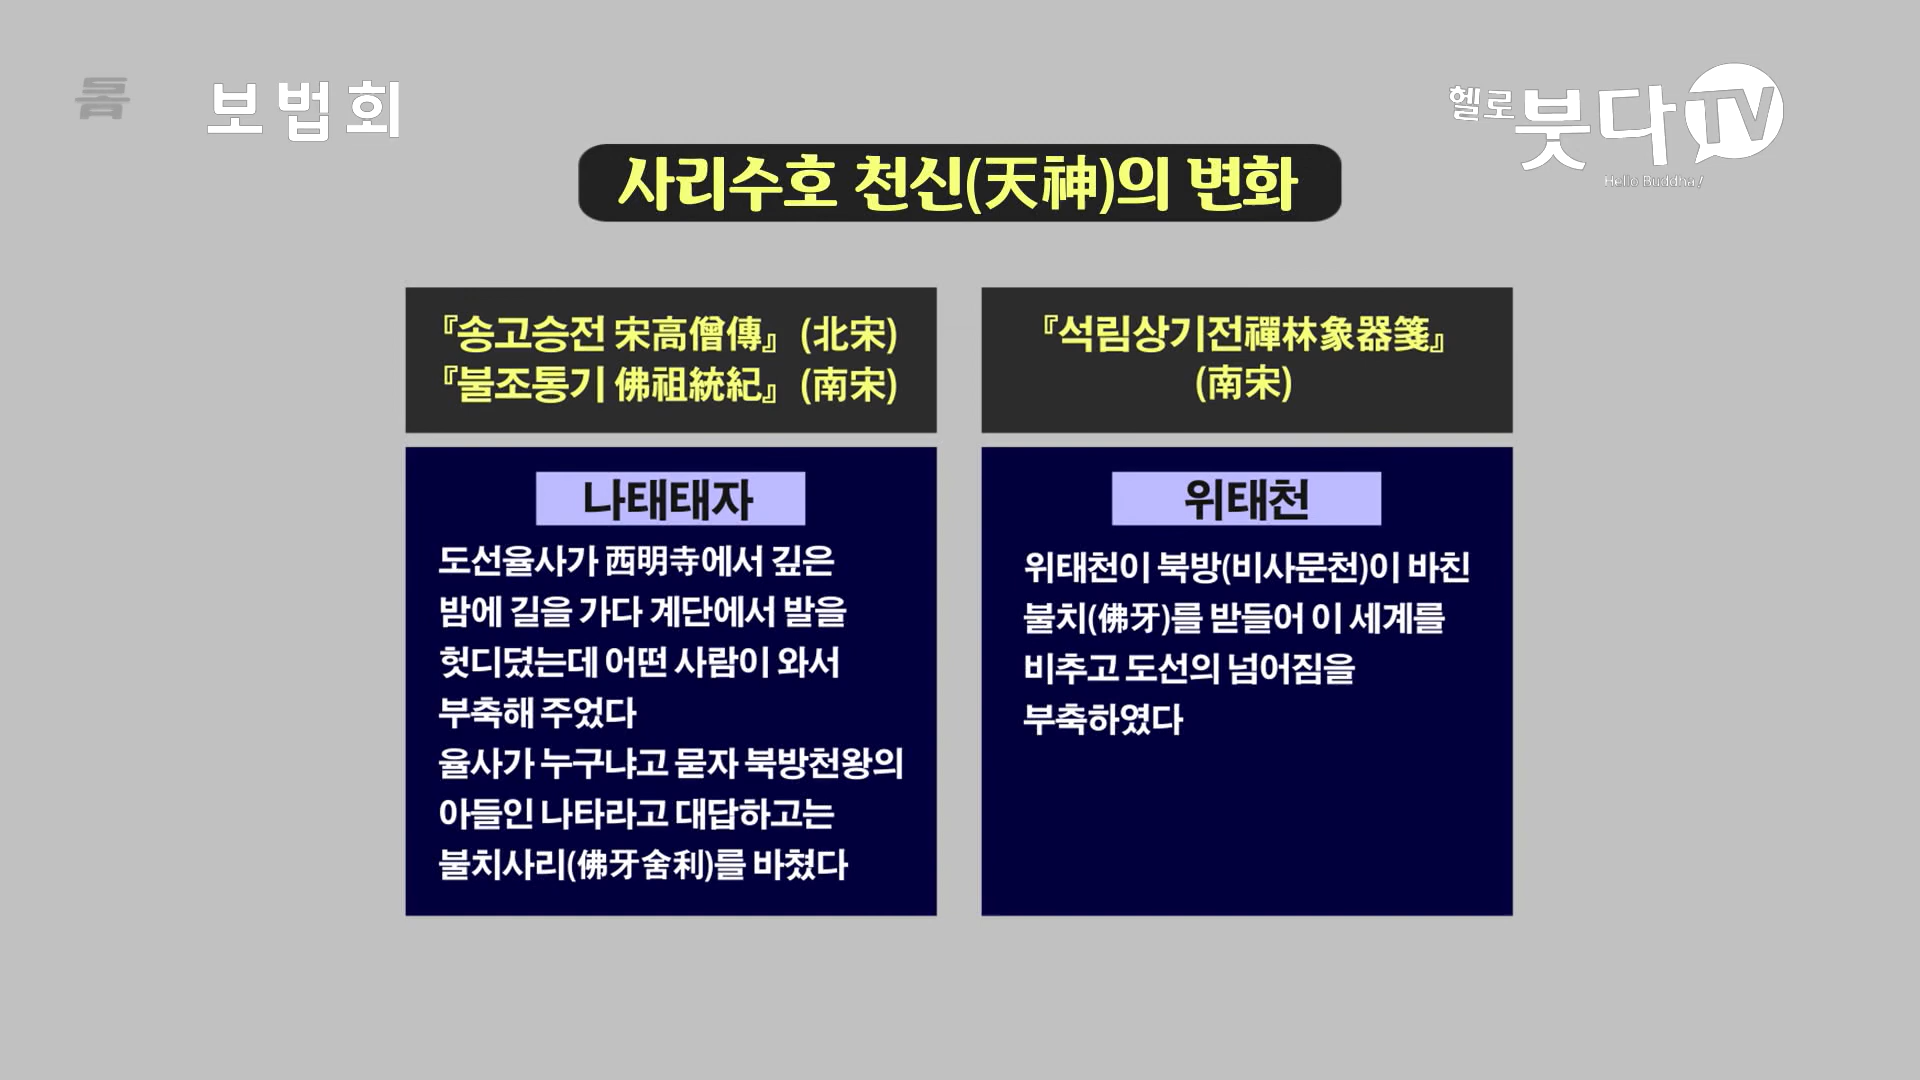 보법회
헬로 붓다 TV
Hello Buddha!
사리수호 천신(天神)의 변화
『송고승전 宋高僧傳』 (北宋)
『불조통기 佛祖統紀』 (南宋)
나태태자
도선율사가 西明寺에서 깊은
밤에 길을 가다 계단에서 발을
헛디뎠는데 어떤 사람이 와서
부축해 주었다
율사가 누구냐고 묻자 북방천왕의
아들인 나타라고 대답하고는
불치사리(佛牙舍利)를 바쳤다
『석림상기전禪林象器箋』
(南宋)
위태천
위태천이 북방(비사문천)이 바친
불치(佛牙)를 받들어 이 세계를
비추고 도선의 넘어짐을
부축하였다